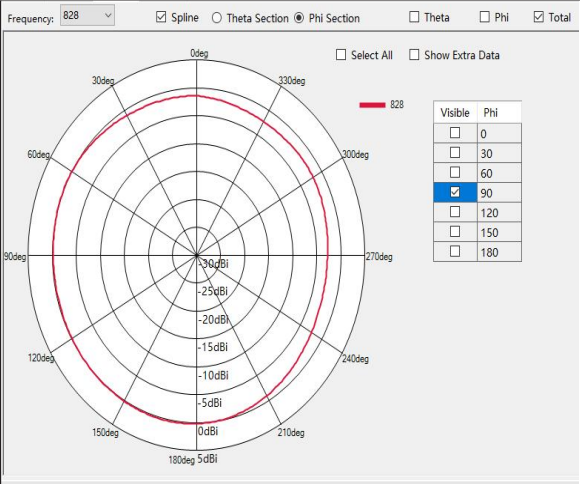 Frequency: 828 Spline Theta Section Phi Section Theta Phi Total
0deg Select All Show Extra Data
30deg 330deg
828
Visible Phi
0
60deg 300deg 30
60
90
120
150
90deg 270deg 180
-30dBi
-25dBi
-20dBi
-15dBi
120deg 240deg
-10dBi
-5dBi
150deg 0dBi 210deg
180deg 5dBi